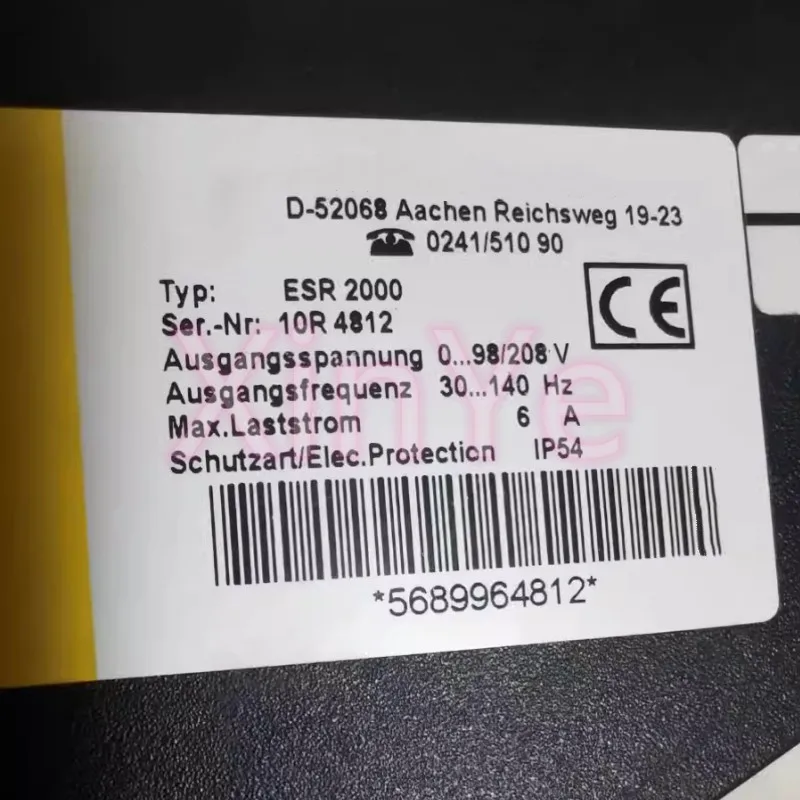 D-52068 Aachen Reichsweg 19-23
☎ 0241/510 90
Typ: ESR 2000
CE
Ser.-Nr: 10R 4812
Ausgangsspannung 0...98/208 V
Ausgangsfrequenz 30...140 Hz
Max.Laststrom 6 A
Schutzart/Elec.Protection IP54
*5689964812*
XinYe